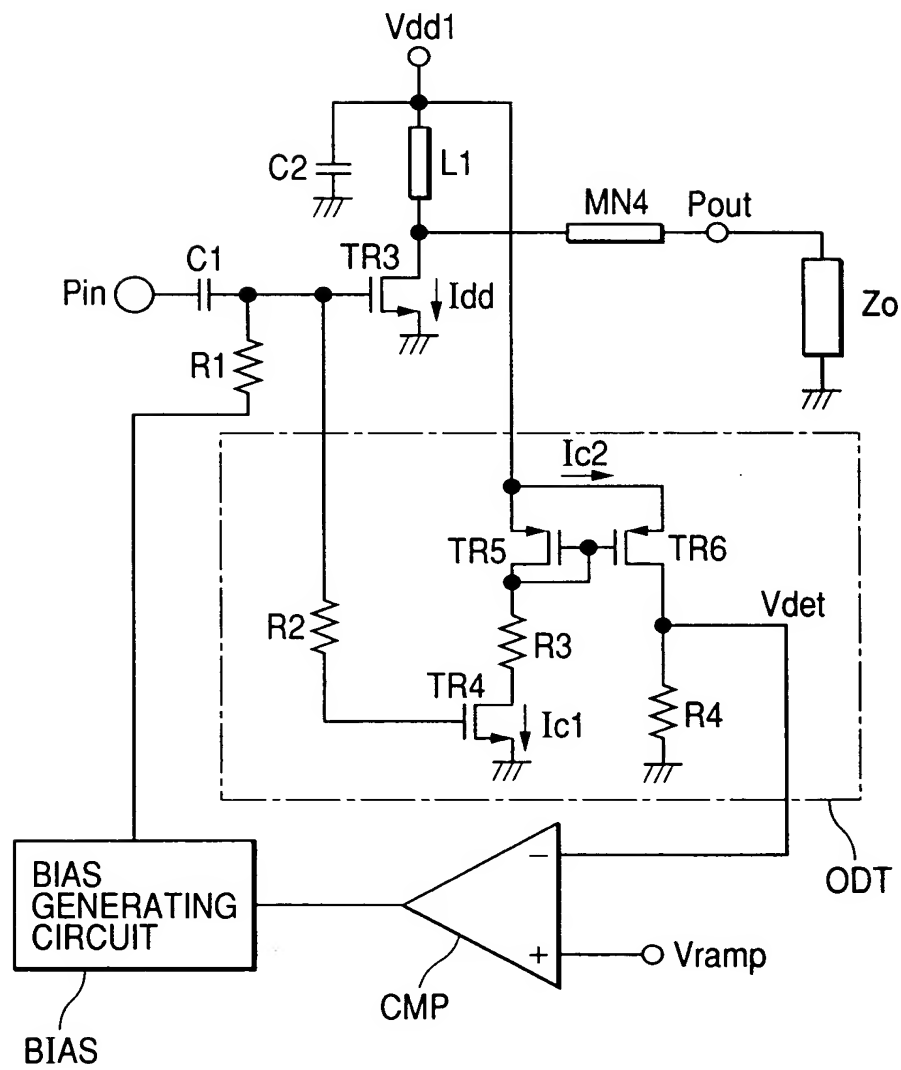 Vdd1
C2
L1
MN4
Pout
C1
TR3
Pin
Idd
Zo
R1
Ic2
TR5
TR6
Vdet
R2
R3
TR4
R4
Ic1
BIAS
GENERATING
CIRCUIT
−
ODT
+
Vramp
CMP
BIAS